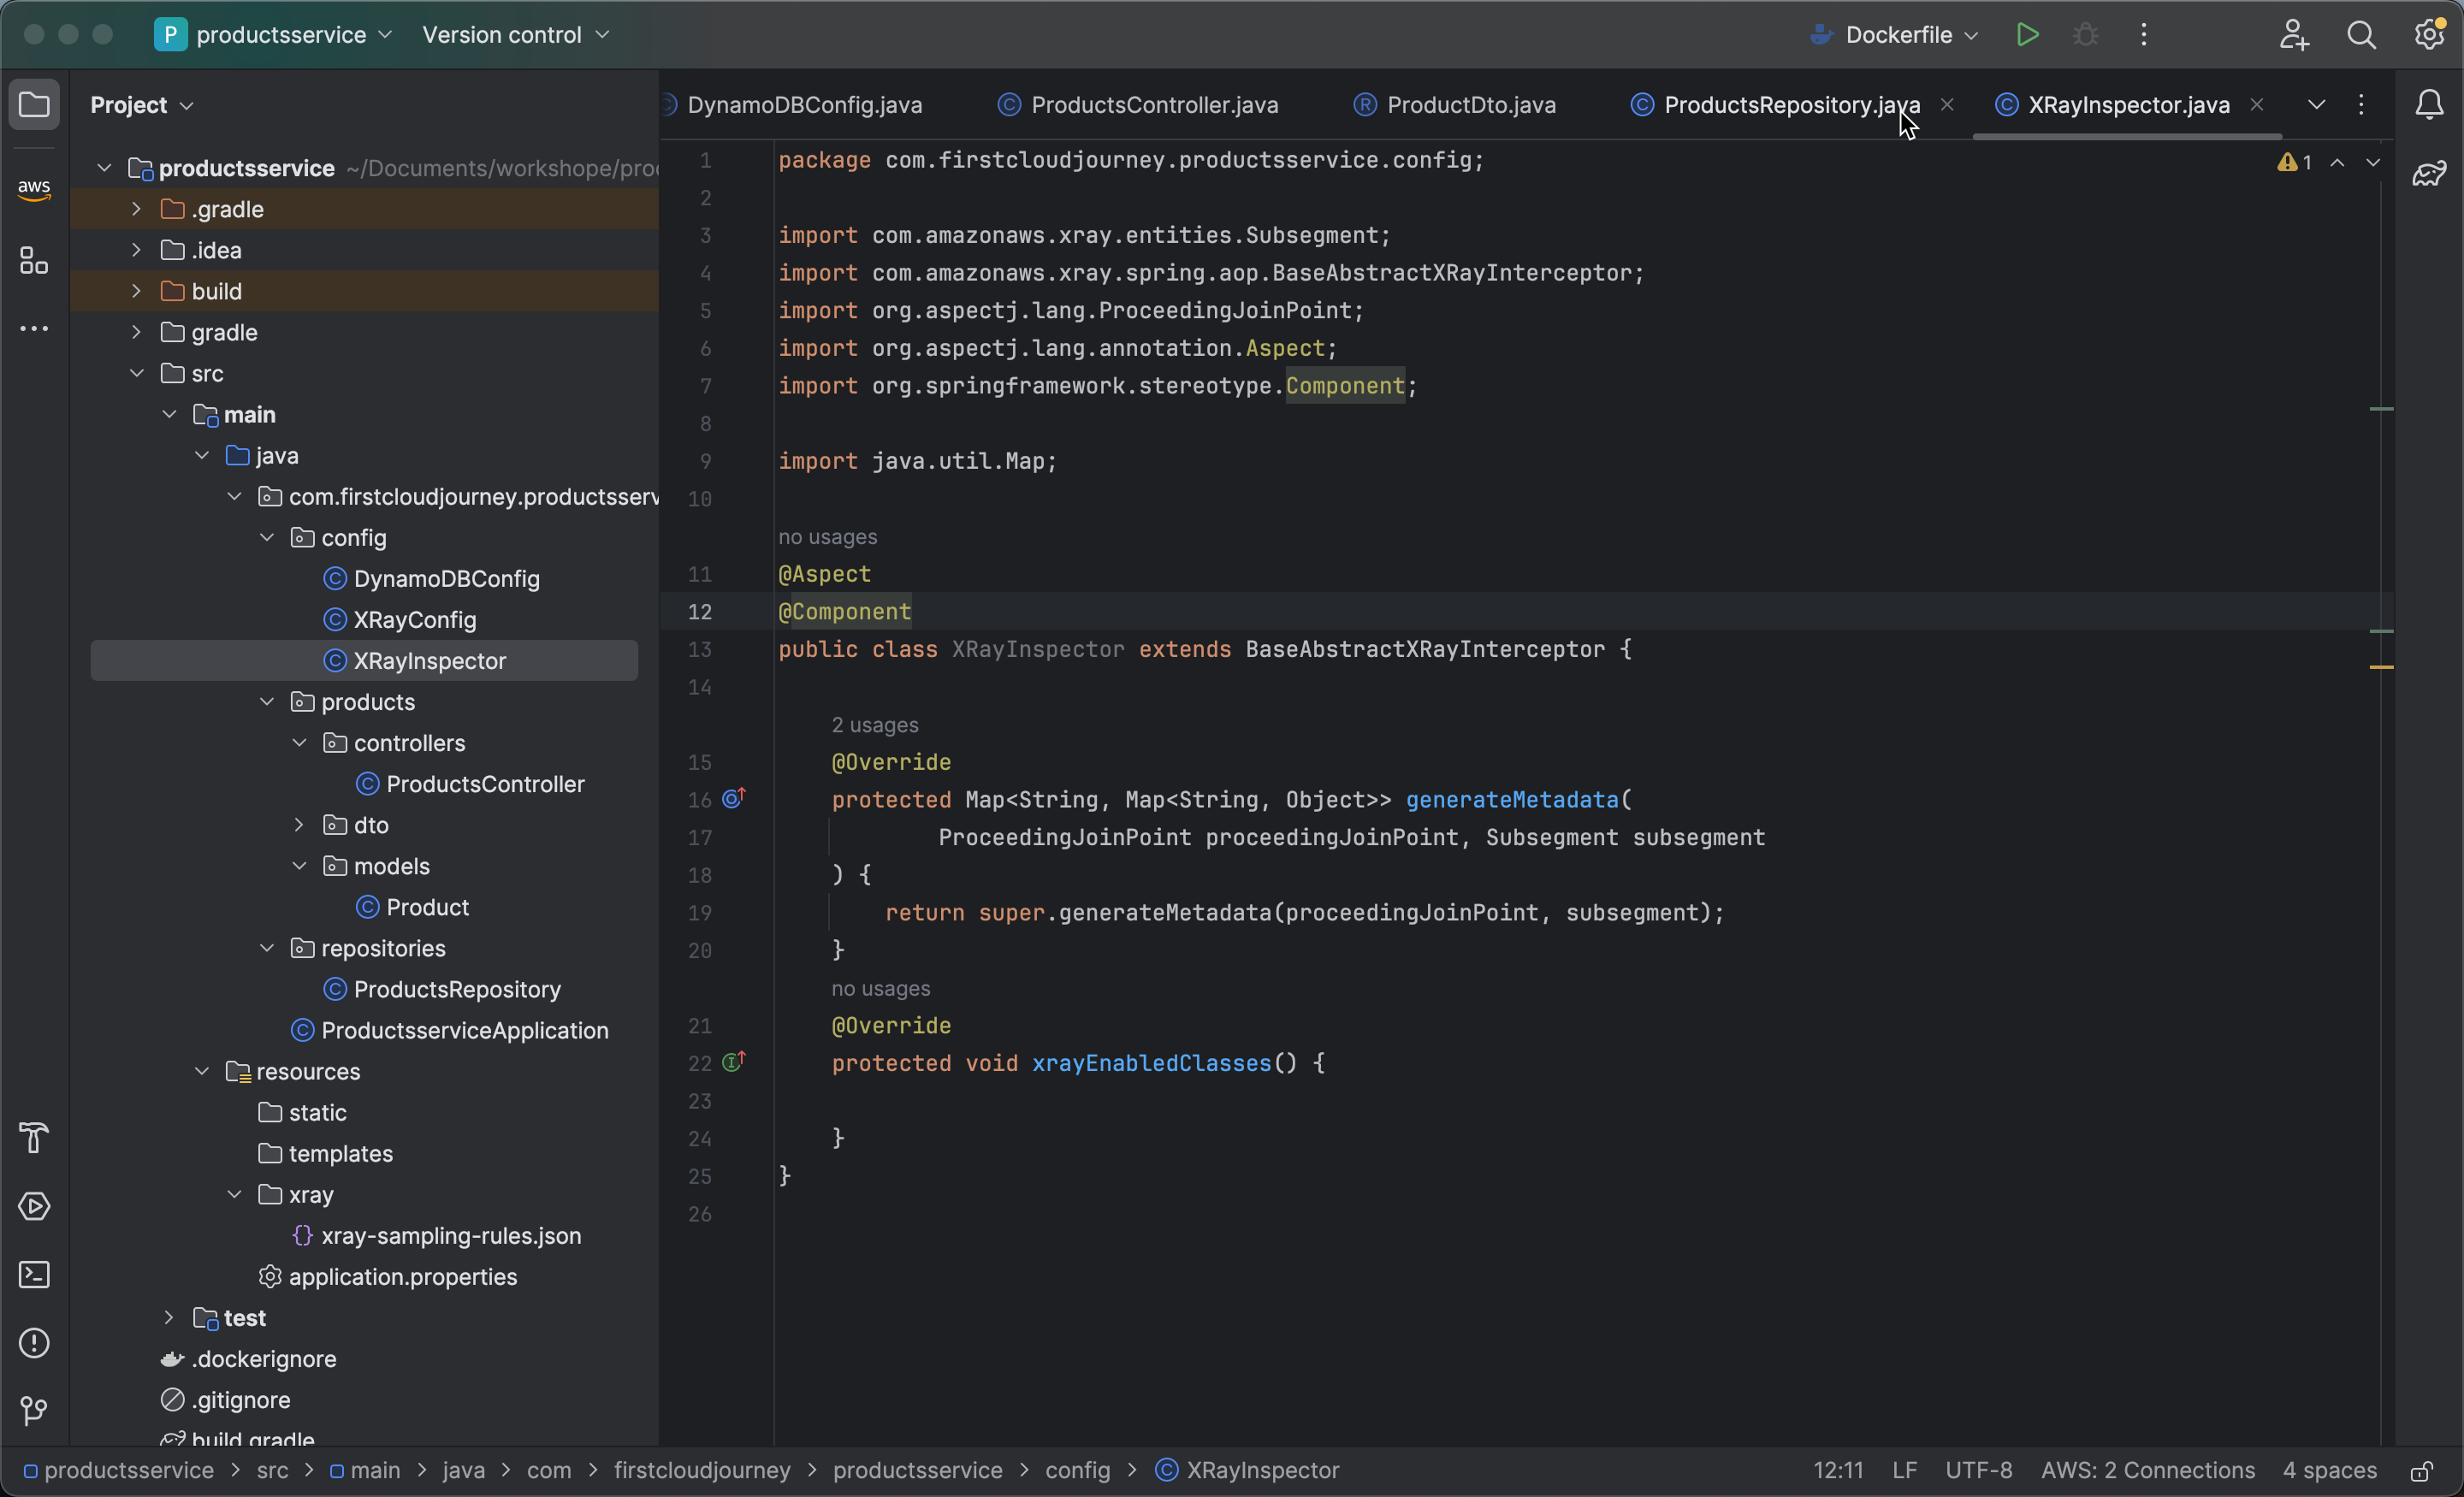 P productsservice Version control Dockerfile
Project
DynamoDBConfig.java ProductsController.java ProductDto.java ProductsRepository.java XRayInspector.java
aws
productsservice ~/Documents/workshope/pro
.gradle
.idea
build
gradle
src
main
java
com.firstcloudjourney.productsserv
config
DynamoDBConfig
XRayConfig
XRayInspector
products
controllers
ProductsController
dto
models
Product
repositories
ProductsRepository
ProductsserviceApplication
resources
static
templates
xray
xray-sampling-rules.json
application.properties
test
.dockerignore
.gitignore
build.gradle
1 package com.firstcloudjourney.productsservice.config;
1
2
3 import com.amazonaws.xray.entities.Subsegment;
4 import com.amazonaws.xray.spring.aop.BaseAbstractXRayInterceptor;
5 import org.aspectj.lang.ProceedingJoinPoint;
6 import org.aspectj.lang.annotation.Aspect;
7 import org.springframework.stereotype.Component;
8
9 import java.util.Map;
10
no usages
11 @Aspect
12 @Component
13 public class XRayInspector extends BaseAbstractXRayInterceptor {
14
2 usages
15 @Override
16 protected Map<String, Map<String, Object>> generateMetadata(
17 ProceedingJoinPoint proceedingJoinPoint, Subsegment subsegment
18 ) {
19 return super.generateMetadata(proceedingJoinPoint, subsegment);
20 }
no usages
21 @Override
22 protected void xrayEnabledClasses() {
23
24 }
25 }
26
productsservice > src > main > java > com > firstcloudjourney > productsservice > config > XRayInspector 12:11 LF UTF-8 AWS: 2 Connections 4 spaces